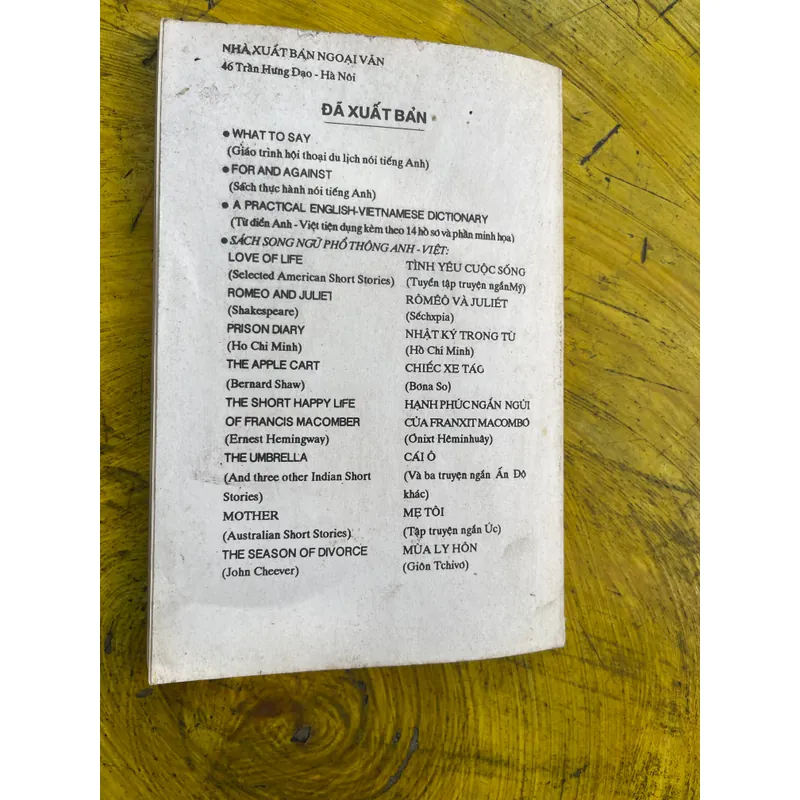 NHÀ XUẤT BẢN NGOẠI VĂN
46 Trần Hưng Đạo - Hà Nôi
ĐÃ XUẤT BẢN
● WHAT TO SAY
(Giáo trình hội thoại du lịch nói tiếng Anh)
● FOR AND AGAINST
(Sách thực hành nói tiếng Anh)
● A PRACTICAL ENGLISH-VIETNAMESE DICTIONARY
(Từ điển Anh - Việt tiện dụng kèm theo 14 hồ sơ và phần minh họa)
● SÁCH SONG NGỮ PHỔ THÔNG ANH - VIỆT:
LOVE OF LIFE TÌNH YÊU CUỘC SỐNG
(Selected American Short Stories) (Tuyển tập truyện ngắn Mỹ)
ROMEO AND JULIET RÔMÊÔ VÀ JULIÉT
(Shakespeare) (Sếchxpia)
PRISON DIARY NHẬT KÝ TRONG TÙ
(Ho Chi Minh) (Hồ Chí Minh)
THE APPLE CART CHIẾC XE TÁO
(Bernard Shaw) (Bơna So)
THE SHORT HAPPY LIFE HẠNH PHÚC NGẮN NGỦI
OF FRANCIS MACOMBER CỦA FRANXIT MACOMBƠ
(Ernest Hemingway) (Ơnixt Hêminhuây)
THE UMBRELLA CÁI Ô
(And three other Indian Short (Và ba truyện ngắn Ấn Độ
Stories) khác)
MOTHER MẸ TÔI
(Australian Short Stories) (Tập truyện ngắn Úc)
THE SEASON OF DIVORCE MÙA LY HÔN
(John Cheever) (Giôn Tchivơ)